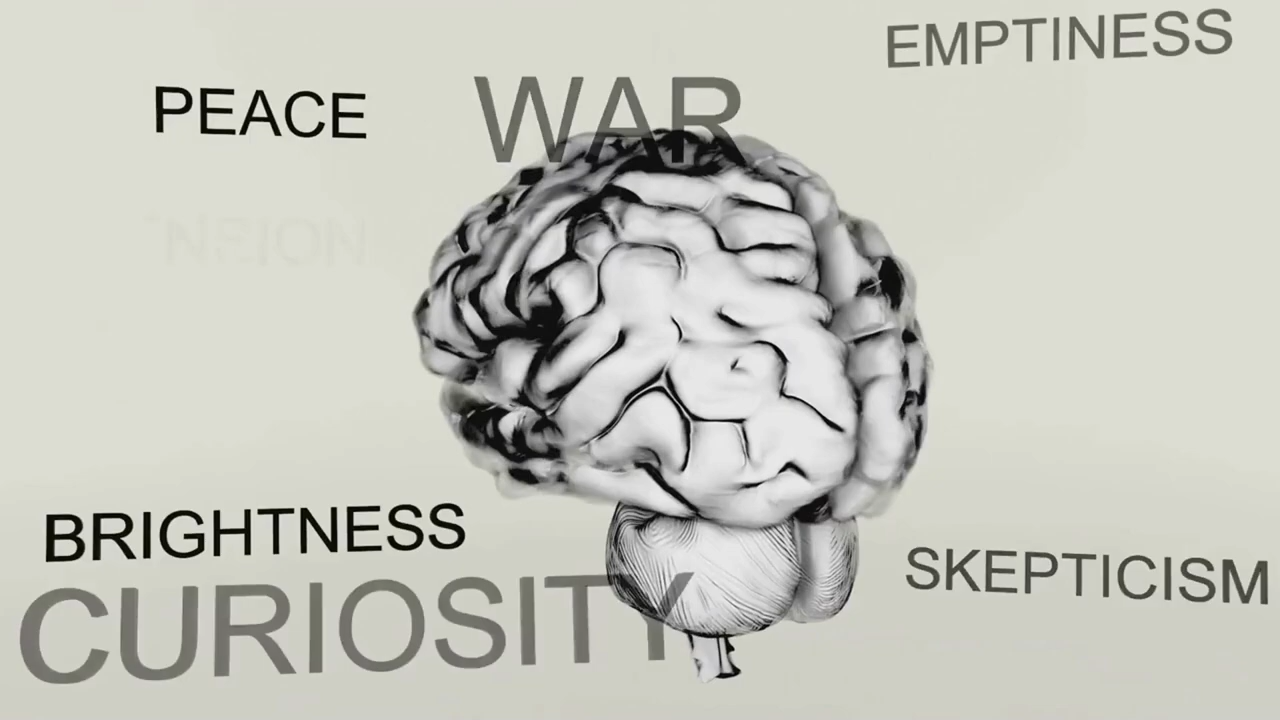 EMPTINESS
PEACE
WAR
BRIGHTNESS
CURIOSITY
SKEPTICISM